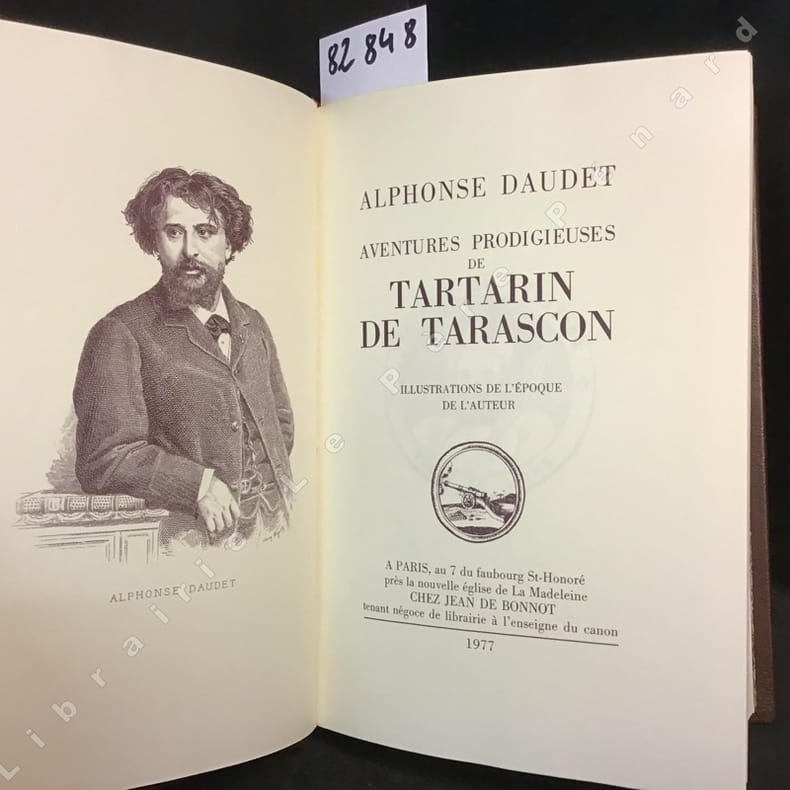 82 848
ALPHONSE DAUDET
ALPHONSE DAUDET
AVENTURES PRODIGIEUSES
DE
TARTARIN
DE TARASCON
ILLUSTRATIONS DE L'ÉPOQUE
DE L'AUTEUR
A PARIS, au 7 du faubourg St-Honoré
près la nouvelle église de La Madeleine
CHEZ JEAN DE BONNOT
tenant négoce de librairie à l'enseigne du canon
1977
Librairie Le Père Pénard